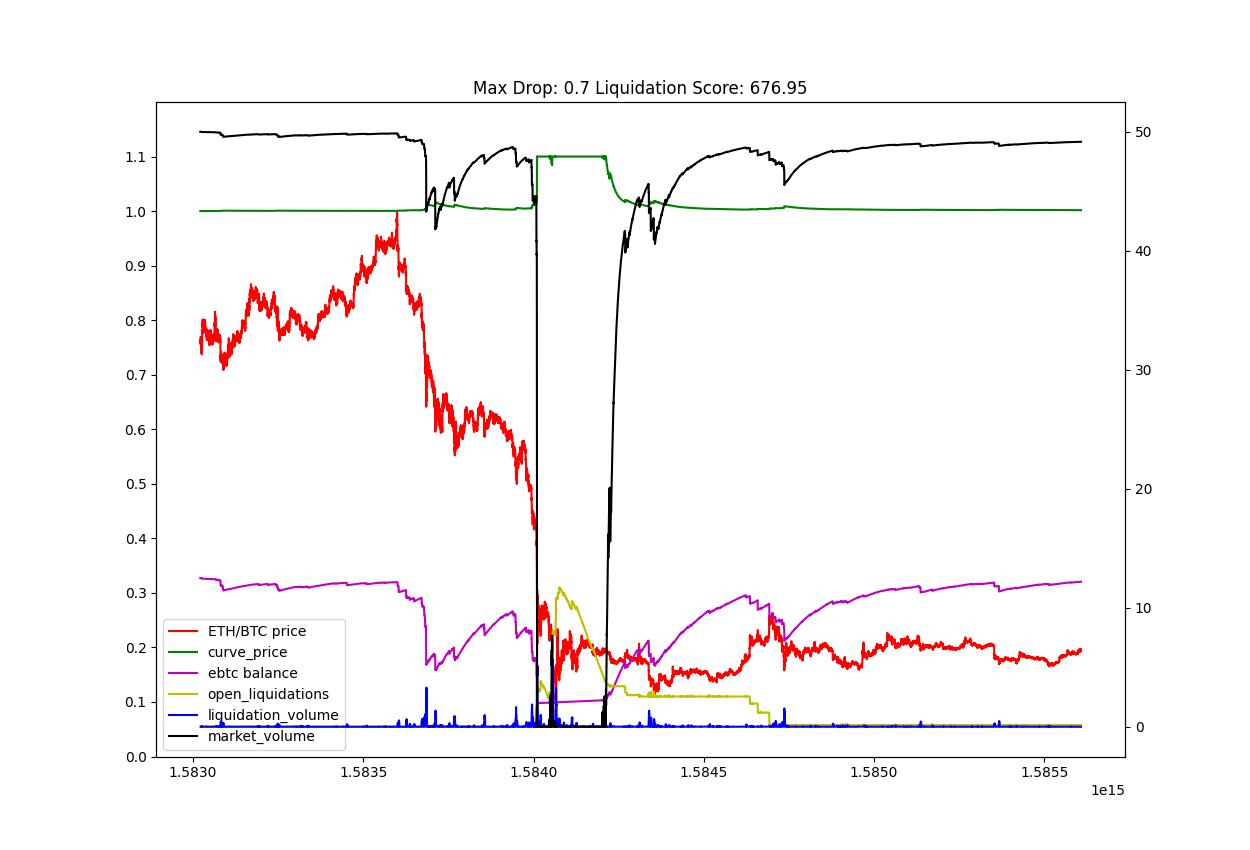 Max Drop: 0.7 Liquidation Score: 676.95
1.1
1.0
0.9
0.8
0.7
0.6
0.5
0.4
0.3
0.2
0.1
0.0
50
40
30
20
10
0
ETH/BTC price
curve_price
ebtc balance
open_liquidations
liquidation_volume
market_volume
1.5830 1.5835 1.5840 1.5845 1.5850 1.5855
1e15